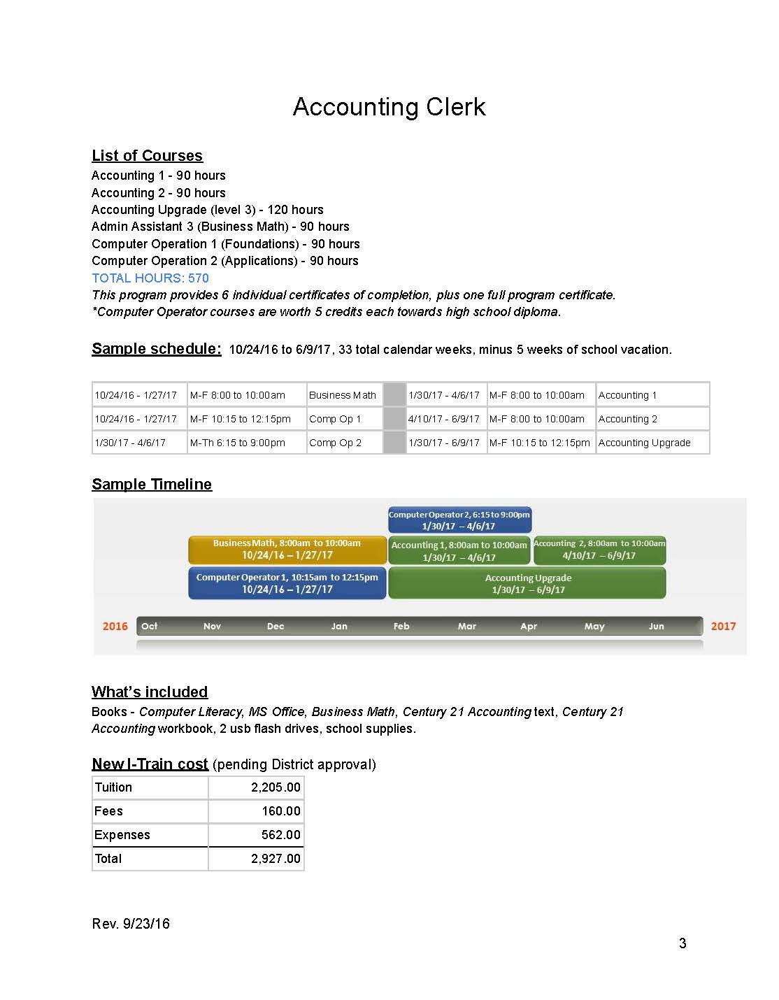 Accounting Clerk
List of Courses
Accounting 1 - 90 hours
Accounting 2 - 90 hours
Accounting Upgrade (level 3) - 120 hours
Admin Assistant 3 (Business Math) - 90 hours
Computer Operation 1 (Foundations) - 90 hours
Computer Operation 2 (Applications) - 90 hours
TOTAL HOURS: 570
This program provides 6 individual certificates of completion, plus one full program certificate.
*Computer Operator courses are worth 5 credits each towards high school diploma.
Sample schedule: 10/24/16 to 6/9/17, 33 total calendar weeks, minus 5 weeks of school vacation.
10/24/16 - 1/27/17 M-F 8:00 to 10:00am Business Math 1/30/17 - 4/6/17 M-F 8:00 to 10:00am Accounting 1
10/24/16 - 1/27/17 M-F 10:15 to 12:15pm Comp Op 1 4/10/17 - 6/9/17 M-F 8:00 to 10:00am Accounting 2
1/30/17 - 4/6/17 M-Th 6:15 to 9:00pm Comp Op 2 1/30/17 - 6/9/17 M-F 10:15 to 12:15pm Accounting Upgrade
Sample Timeline
Computer Operator 2, 6:15 to 9:00pm
1/30/17 – 4/6/17
Business Math, 8:00am to 10:00am
10/24/16 – 1/27/17
Accounting 1, 8:00am to 10:00am
1/30/17 – 4/6/17
Accounting 2, 8:00am to 10:00am
4/10/17 – 6/9/17
Computer Operator 1, 10:15am to 12:15pm
10/24/16 – 1/27/17
Accounting Upgrade
1/30/17 – 6/9/17
2016 Oct Nov Dec Jan Feb Mar Apr May Jun 2017
What's included
Books - Computer Literacy, MS Office, Business Math, Century 21 Accounting text, Century 21
Accounting workbook, 2 usb flash drives, school supplies.
New I-Train cost (pending District approval)
Tuition 2,205.00
Fees 160.00
Expenses 562.00
Total 2,927.00
Rev. 9/23/16
3